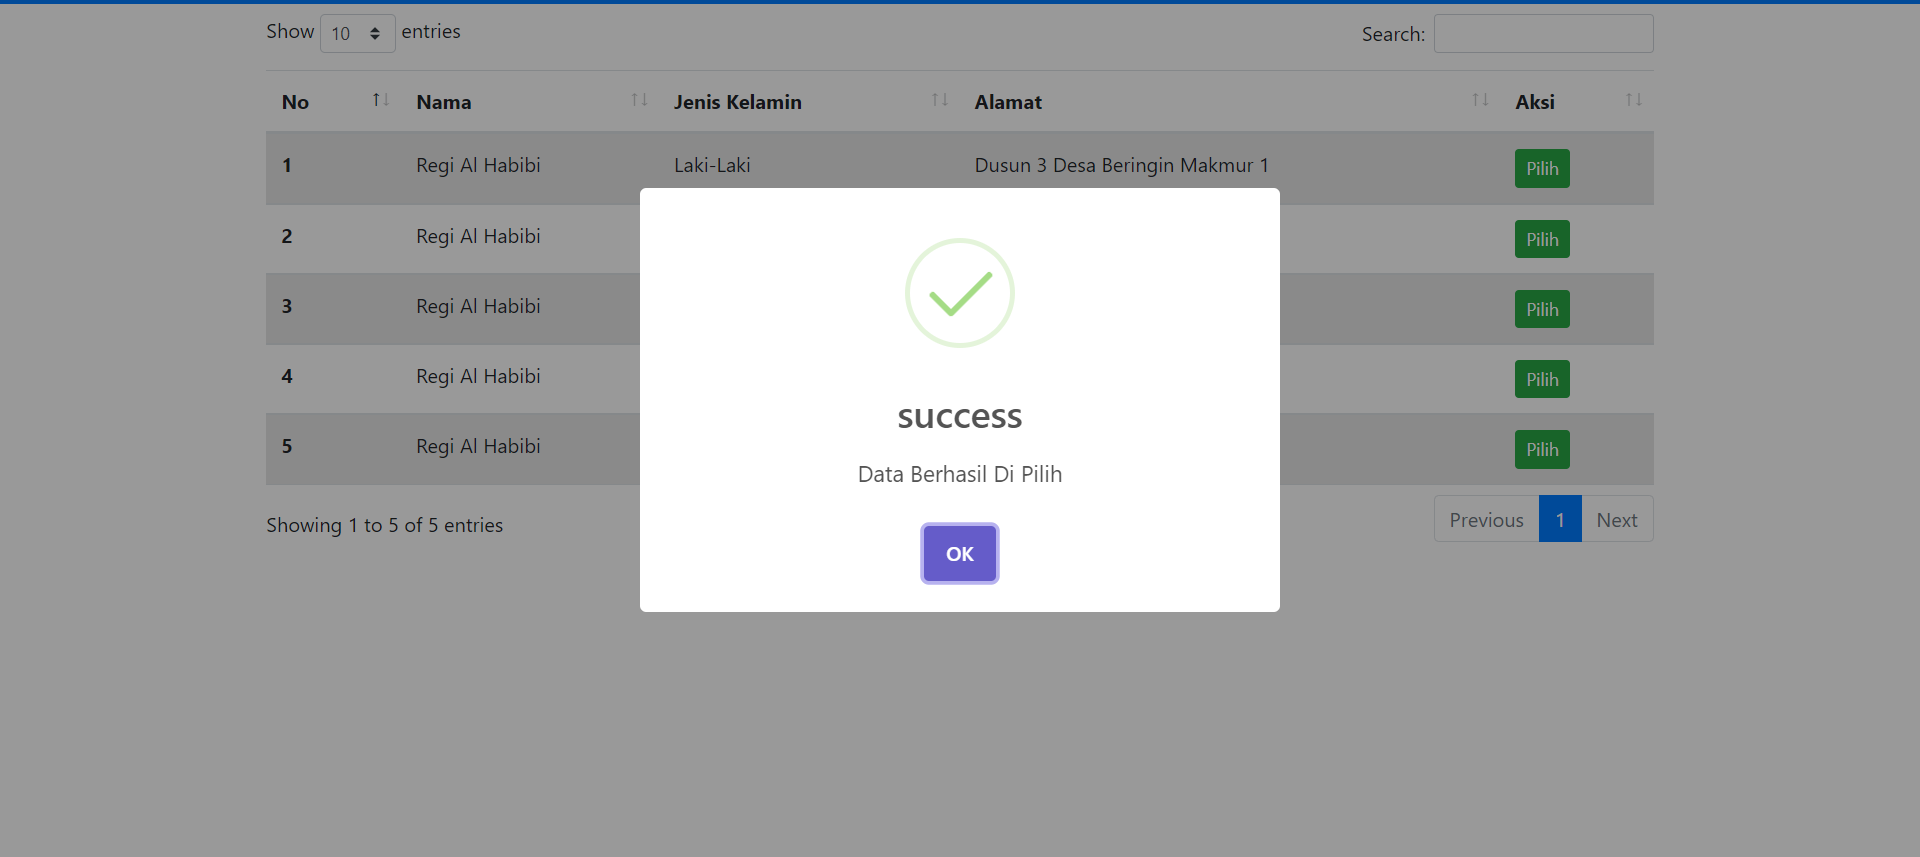 Show 10 entries
Search:
No Nama Jenis Kelamin Alamat Aksi
1 Regi Al Habibi Laki-Laki Dusun 3 Desa Beringin Makmur 1 Pilih
2 Regi Al Habibi Pilih
3 Regi Al Habibi Pilih
4 Regi Al Habibi Pilih
5 Regi Al Habibi Pilih
success
Data Berhasil Di Pilih
OK
Showing 1 to 5 of 5 entries
Previous 1 Next